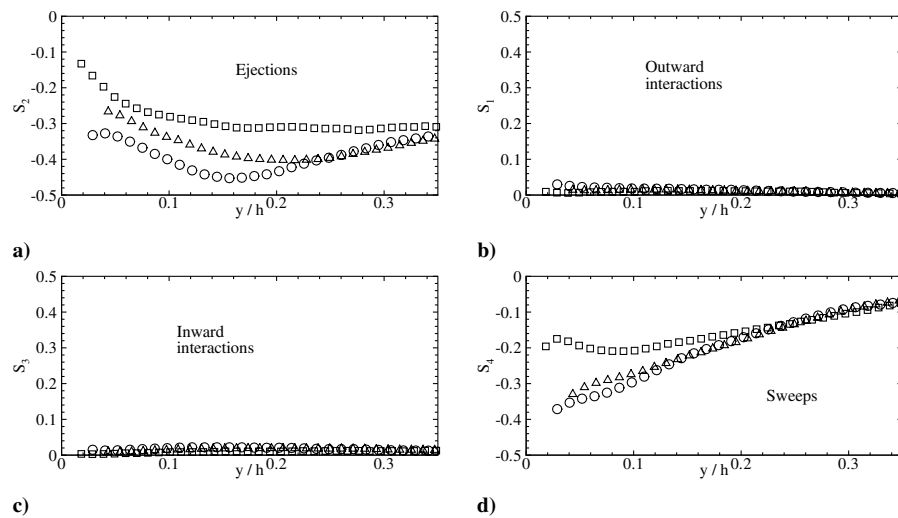 0
-0.1
-0.2
-0.3
-0.4
-0.5
S2
Ejections
0 0.1 0.2 0.3
y / h
a)
0.5
0.4
0.3
0.2
0.1
0
S1
Outward
interactions
0 0.1 0.2 0.3
y / h
b)
0.5
0.4
0.3
0.2
0.1
0
S3
Inward
interactions
0 0.1 0.2 0.3
y / h
c)
0
-0.1
-0.2
-0.3
-0.4
-0.5
S4
Sweeps
0 0.1 0.2 0.3
y / h
d)